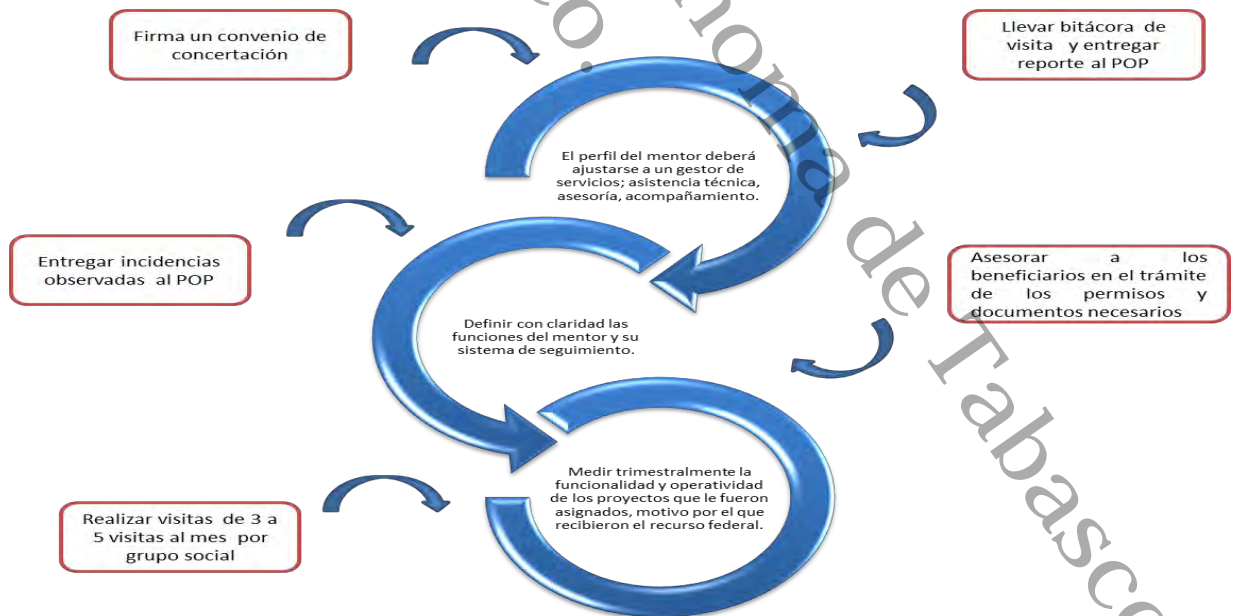 Firma un convenio de
concertación
Llevar bitácora de
visita y entregar
reporte al POP
El perfil del mentor deberá
ajustarse a un gestor de
servicios; asistencia técnica,
asesoría, acompañamiento.
Entregar incidencias
observadas al POP
Asesorar a los
beneficiarios en el trámite
de los permisos y
documentos necesarios
Definir con claridad las
funciones del mentor y su
sistema de seguimiento.
Medir trimestralmente la
funcionalidad y operatividad
de los proyectos que le fueron
asignados, motivo por el que
recibieron el recurso federal.
Realizar visitas de 3 a
5 visitas al mes por
grupo social
de Tabasco